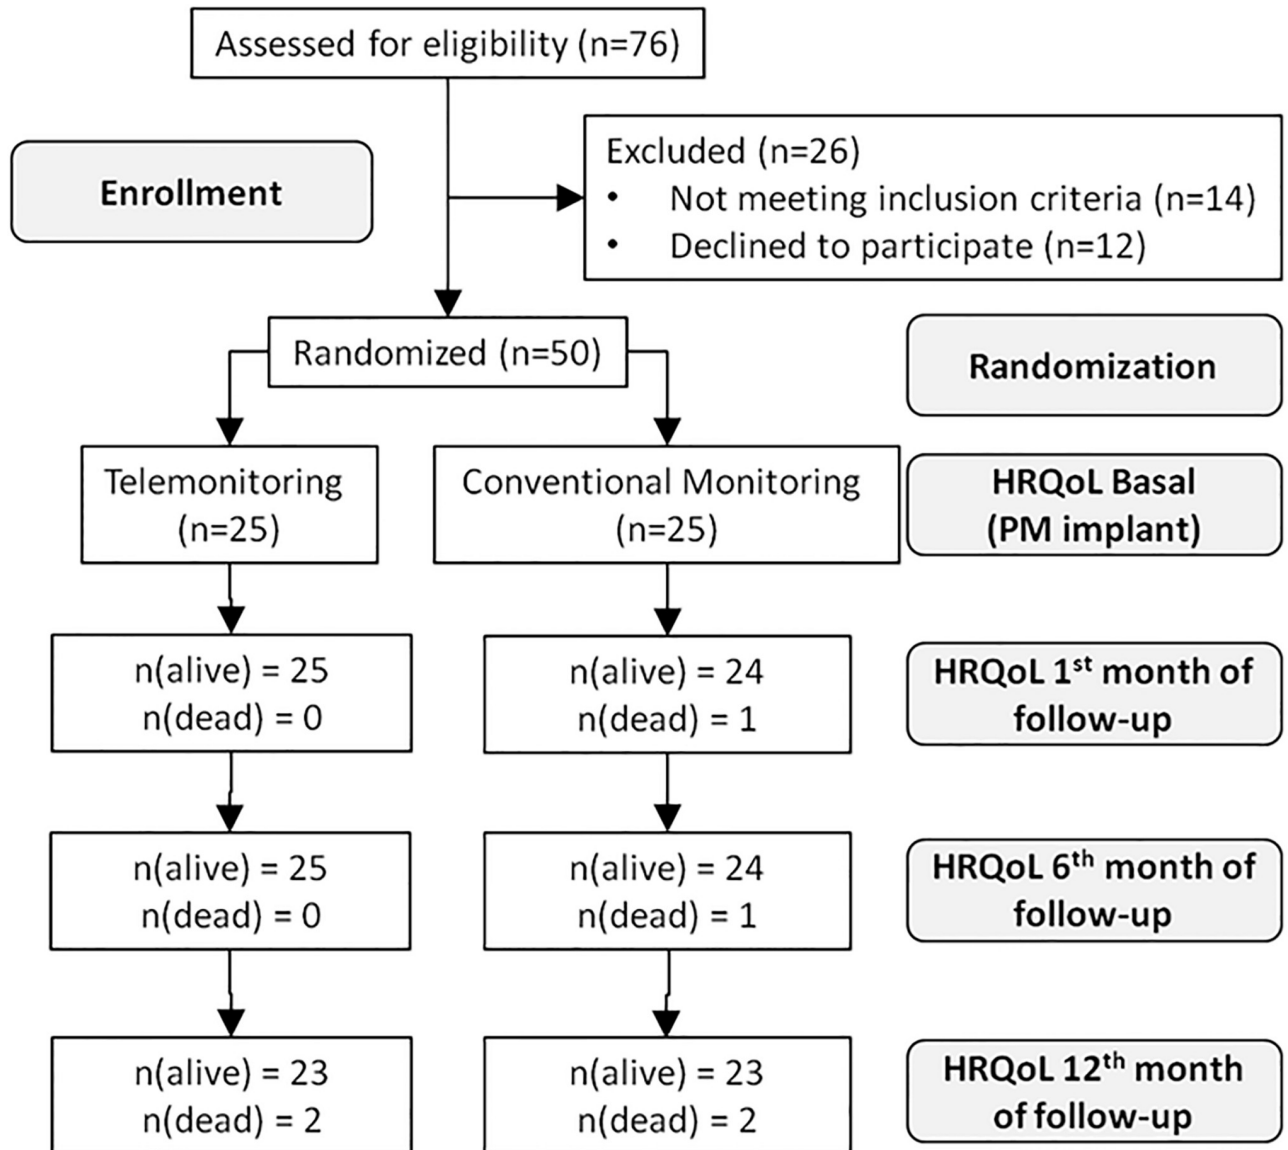 Assessed for eligibility (n=76)
Enrollment
Excluded (n=26)
• Not meeting inclusion criteria (n=14)
• Declined to participate (n=12)
Randomized (n=50)
Randomization
Telemonitoring
(n=25)
Conventional Monitoring
(n=25)
HRQoL Basal
(PM implant)
n(alive) = 25
n(dead) = 0
n(alive) = 24
n(dead) = 1
HRQoL 1st month of
follow-up
n(alive) = 25
n(dead) = 0
n(alive) = 24
n(dead) = 1
HRQoL 6th month of
follow-up
n(alive) = 23
n(dead) = 2
n(alive) = 23
n(dead) = 2
HRQoL 12th month
of follow-up